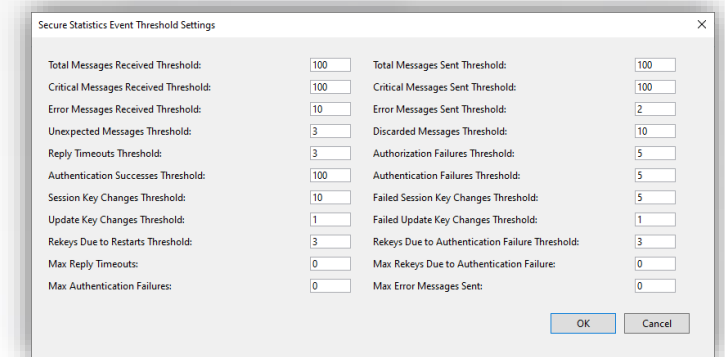 Secure Statistics Event Threshold Settings
Total Messages Received Threshold: 100 Total Messages Sent Threshold: 100
Critical Messages Received Threshold: 100 Critical Messages Sent Threshold: 100
Error Messages Received Threshold: 10 Error Messages Sent Threshold: 2
Unexpected Messages Threshold: 3 Discarded Messages Threshold: 10
Reply Timeouts Threshold: 3 Authorization Failures Threshold: 5
Authentication Successes Threshold: 100 Authentication Failures Threshold: 5
Session Key Changes Threshold: 10 Failed Session Key Changes Threshold: 5
Update Key Changes Threshold: 1 Failed Update Key Changes Threshold: 1
Rekeys Due to Restarts Threshold: 3 Rekeys Due to Authentication Failure Threshold: 3
Max Reply Timeouts: 0 Max Rekeys Due to Authentication Failure: 0
Max Authentication Failures: 0 Max Error Messages Sent: 0
OK Cancel